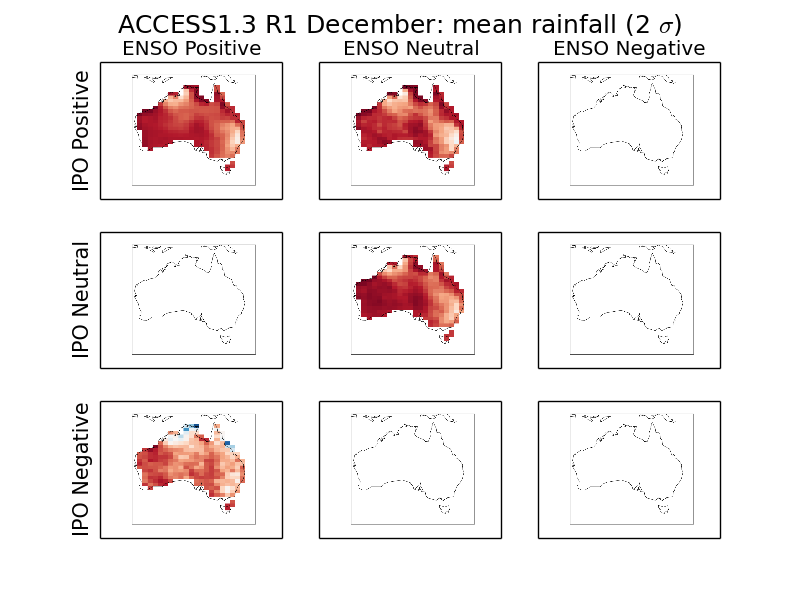 ACCESS1.3 R1 December: mean rainfall (2 σ)
ENSO Positive ENSO Neutral ENSO Negative
IPO Positive
IPO Neutral
IPO Negative